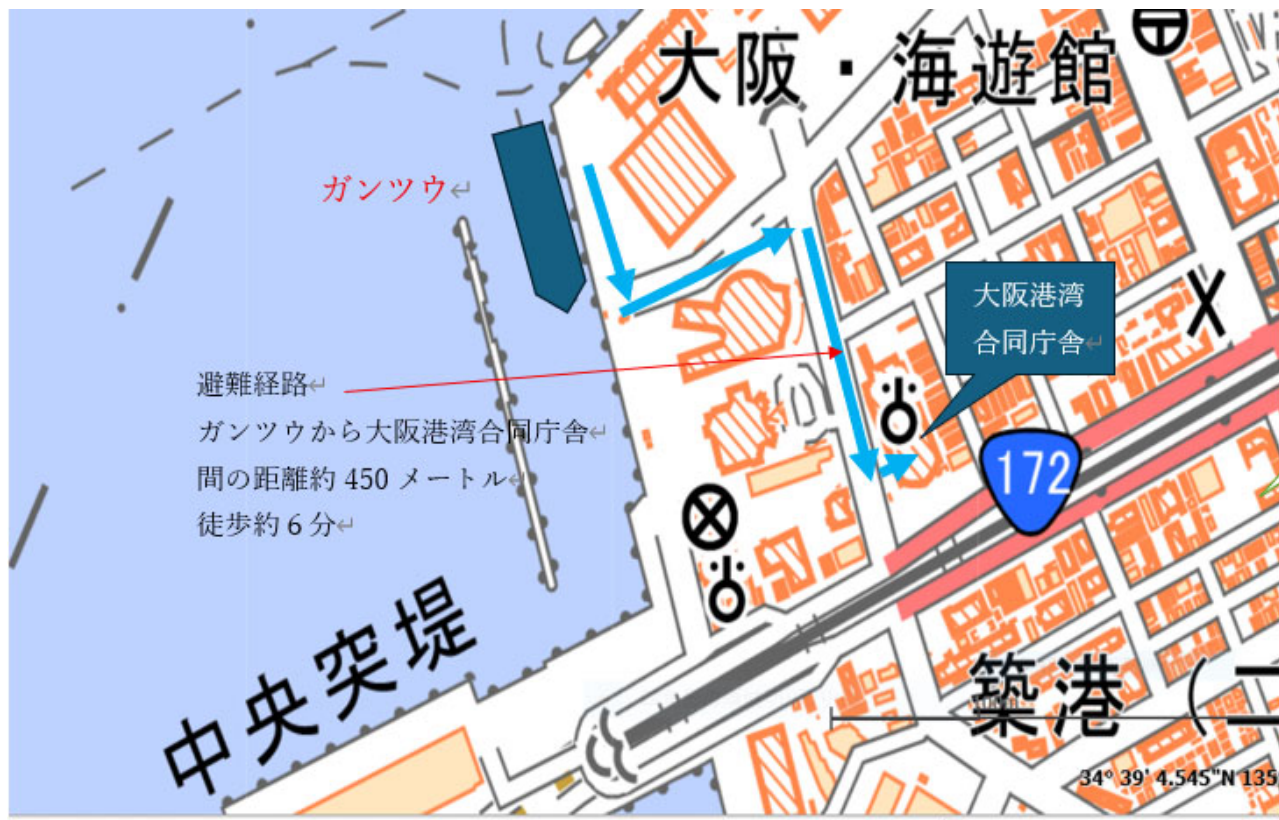 大阪・海遊館
ガンツウ
大阪港湾
合同庁舎
避難経路
ガンツウから大阪港湾合同庁舎
間の距離約 450 メートル
徒歩約 6 分
172
中央突堤
築港（二
34° 39' 4.545"N 135